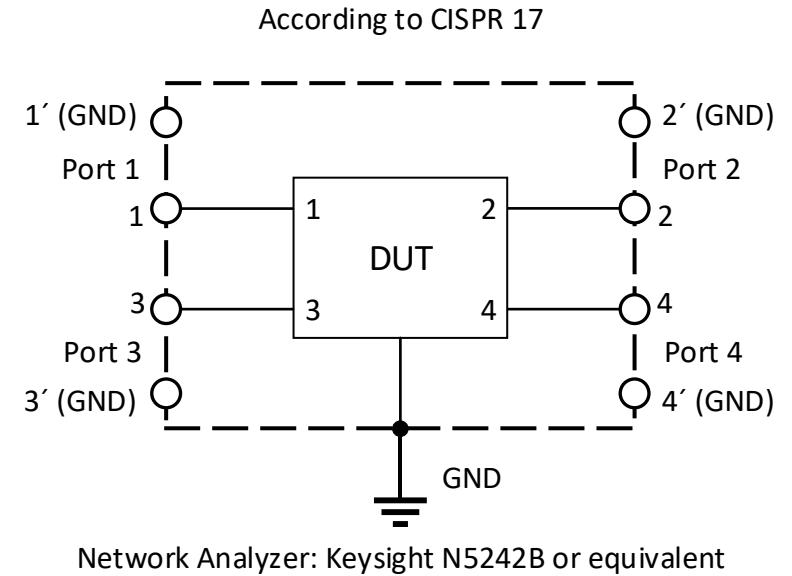 According to CISPR 17
1´ (GND)
2´ (GND)
Port 1
Port 2
1
1
2
2
DUT
3
3
4
4
Port 3
Port 4
3´ (GND)
4´ (GND)
GND
Network Analyzer: Keysight N5242B or equivalent